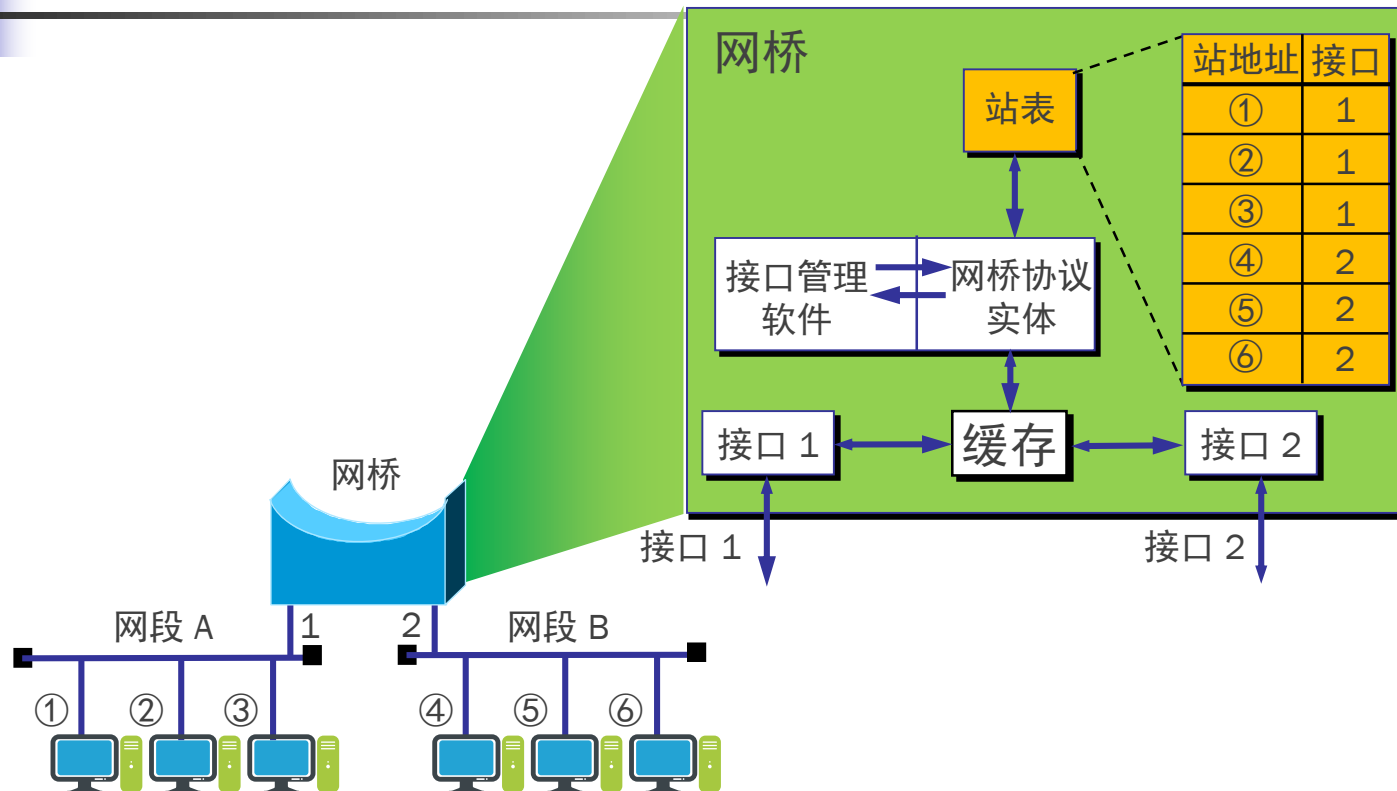 网桥
站表
站地址 接口
① 1
② 1
③ 1
④ 2
⑤ 2
⑥ 2
接口管理
软件
网桥协议
实体
接口 1
缓存
接口 2
接口 1
接口 2
网桥
网段 A
1
2
网段 B
① ② ③
④ ⑤ ⑥